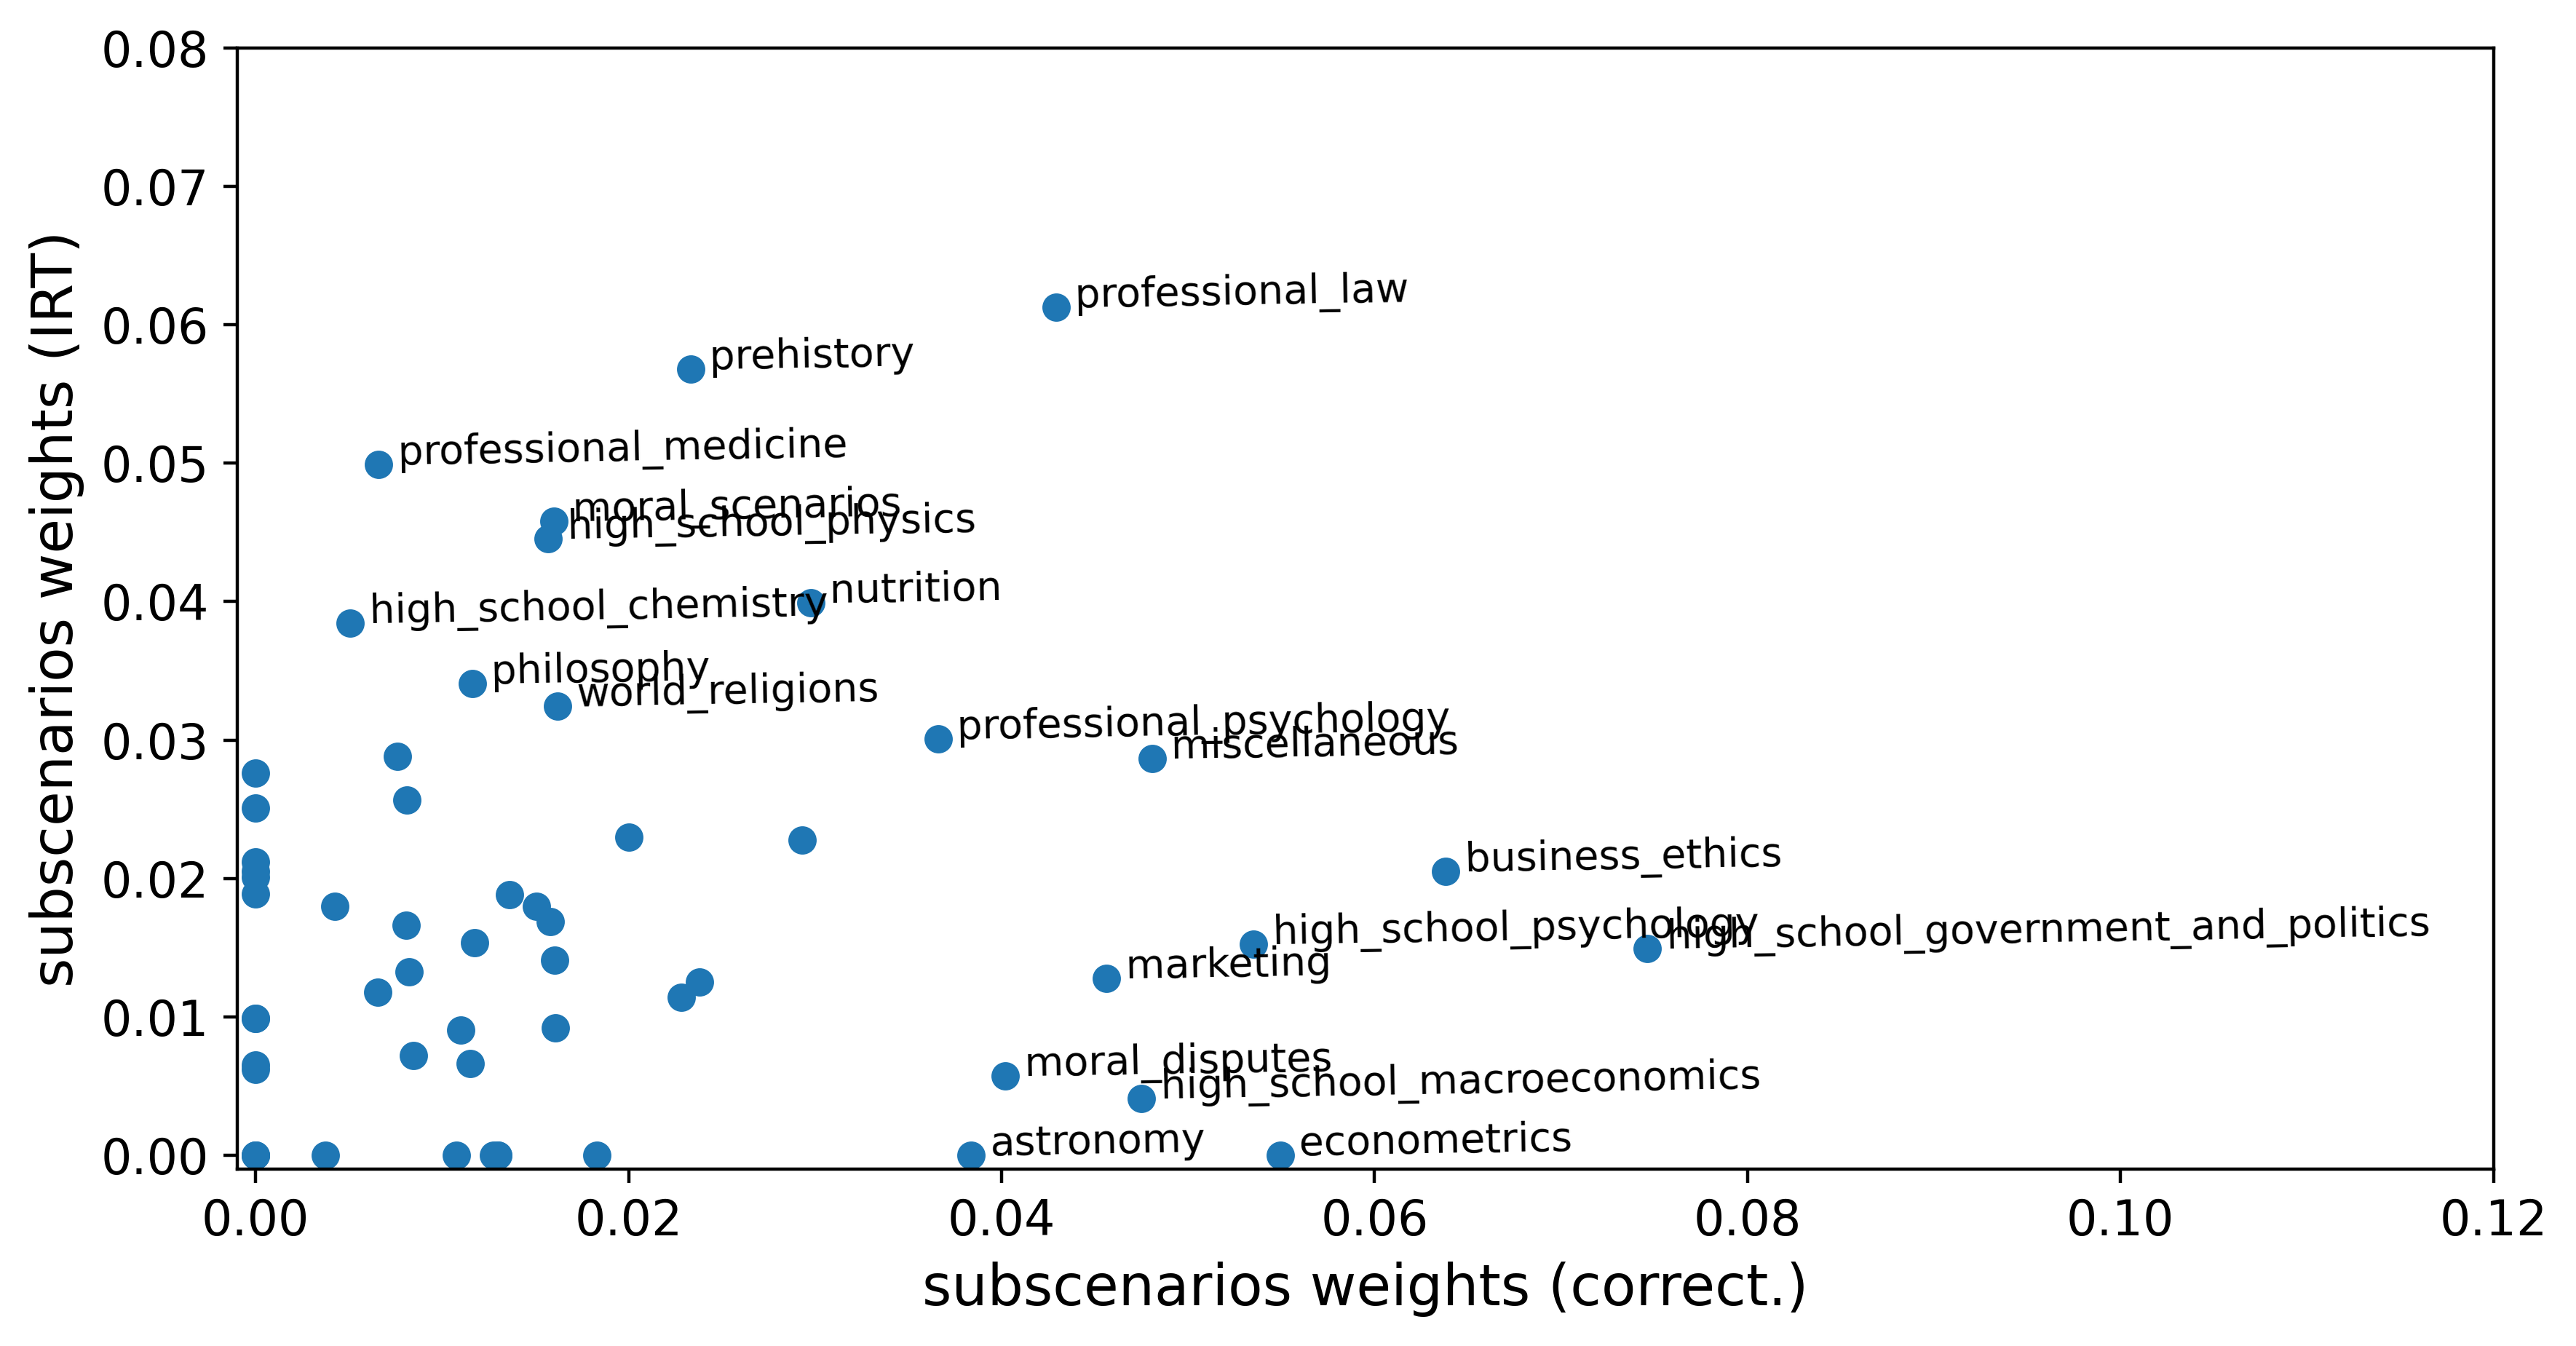 0.08
0.07
0.06
0.05
0.04
0.03
0.02
0.01
0.00
subscenarios weights (IRT)
professional_law
prehistory
professional_medicine
moral_scenarios
high_school_physics
nutrition
high_school_chemistry
philosophy
world_religions
professional_psychology
miscellaneous
business_ethics
high_school_psychology
high_school_government_and_politics
marketing
moral_disputes
high_school_macroeconomics
astronomy
econometrics
0.00 0.02 0.04 0.06 0.08 0.10 0.12
subscenarios weights (correct.)